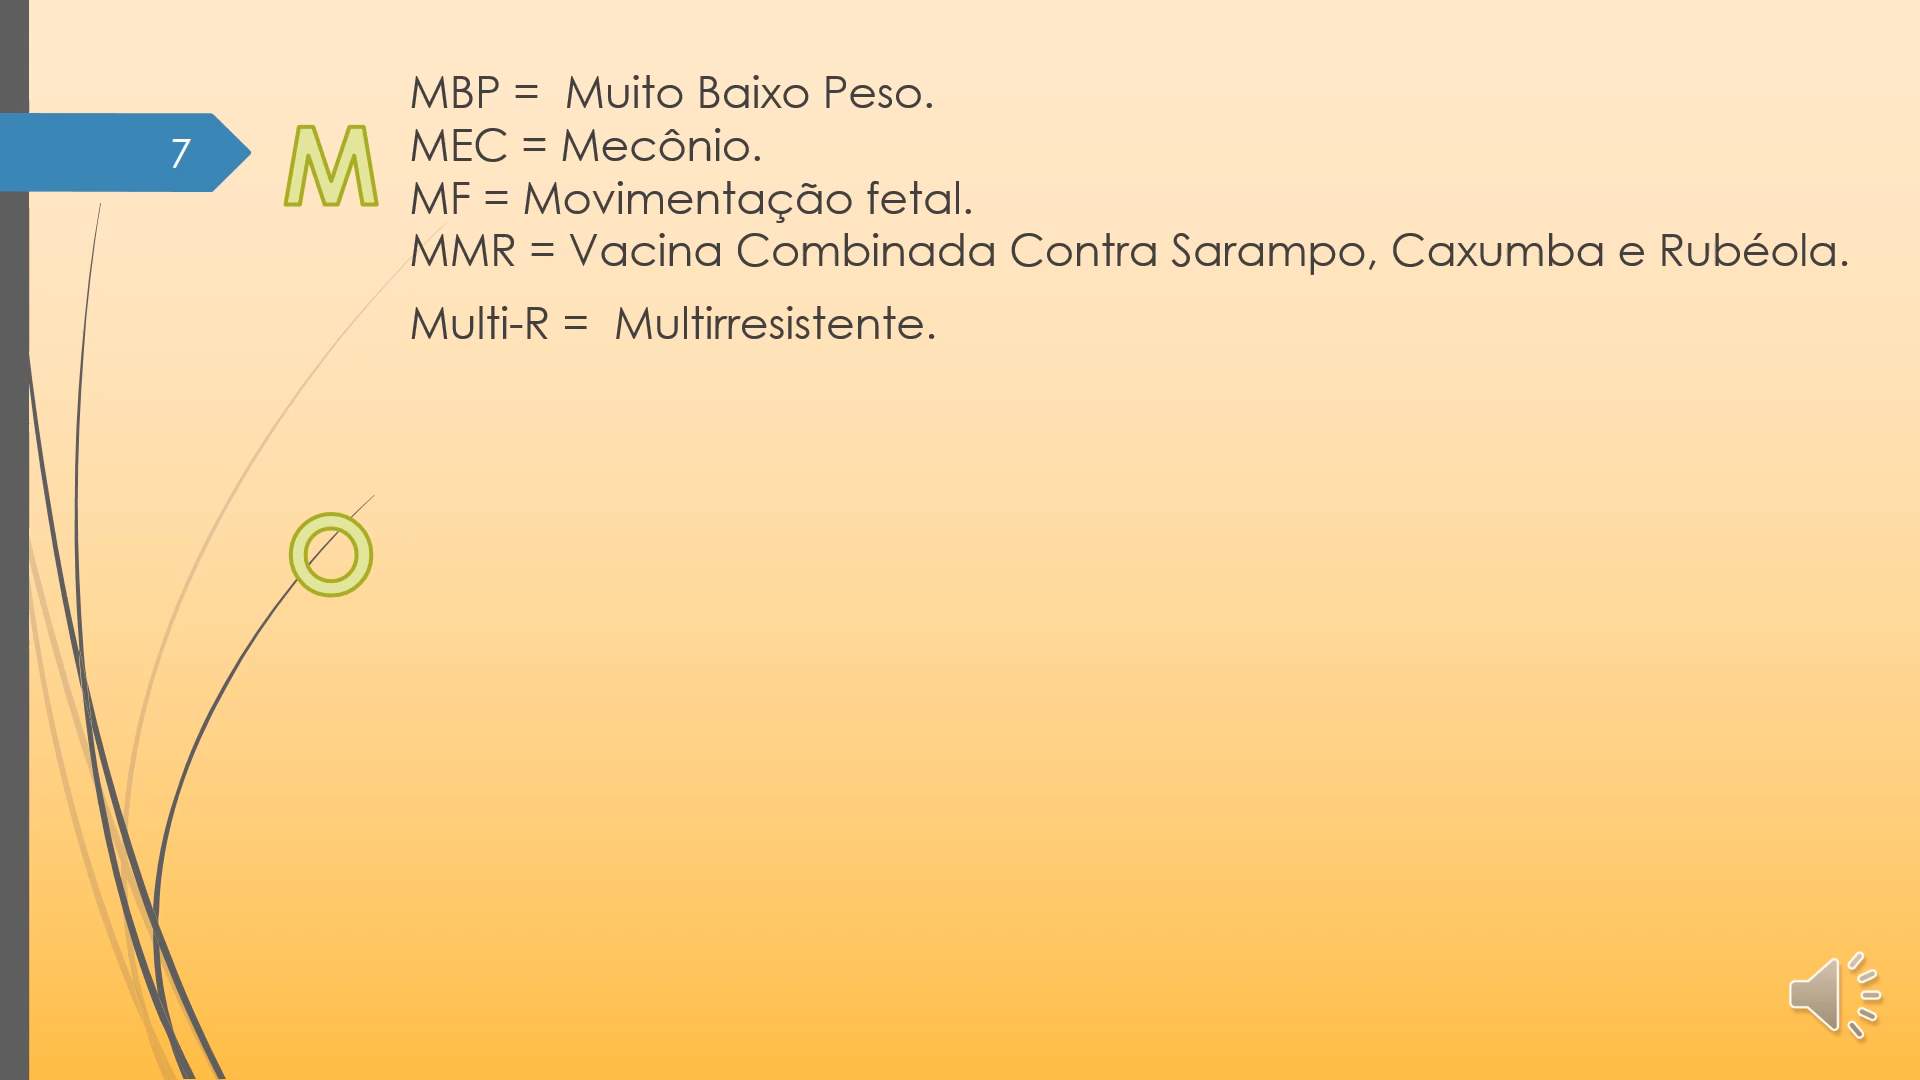 7
M
MBP =  Muito Baixo Peso.
MEC = Mecônio.
MF = Movimentação fetal.
MMR = Vacina Combinada Contra Sarampo, Caxumba e Rubéola.
Multi-R =  Multirresistente.
O